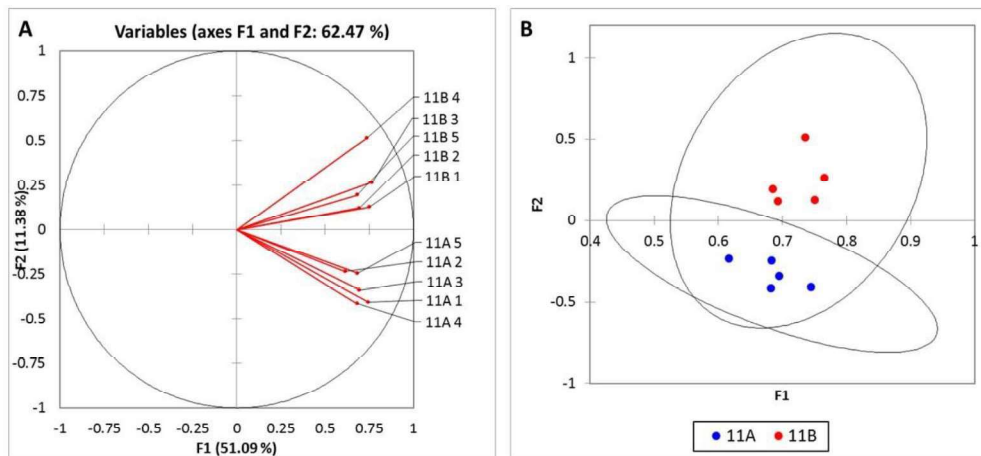 A
Variables (axes F1 and F2: 62.47 %)
1
0.75
0.5
0.25
0
-0.25
-0.5
-0.75
-1
F2 (11.38 %)
-1
-0.75
-0.5
-0.25
0
0.25
0.5
0.75
1
F1 (51.09 %)
11B 4
11B 3
11B 5
11B 2
11B 1
11A 5
11A 2
11A 3
11A 1
11A 4
B
1
0.5
0
-0.5
-1
F2
0.4
0.5
0.6
0.7
0.8
0.9
1
F1
11A
11B